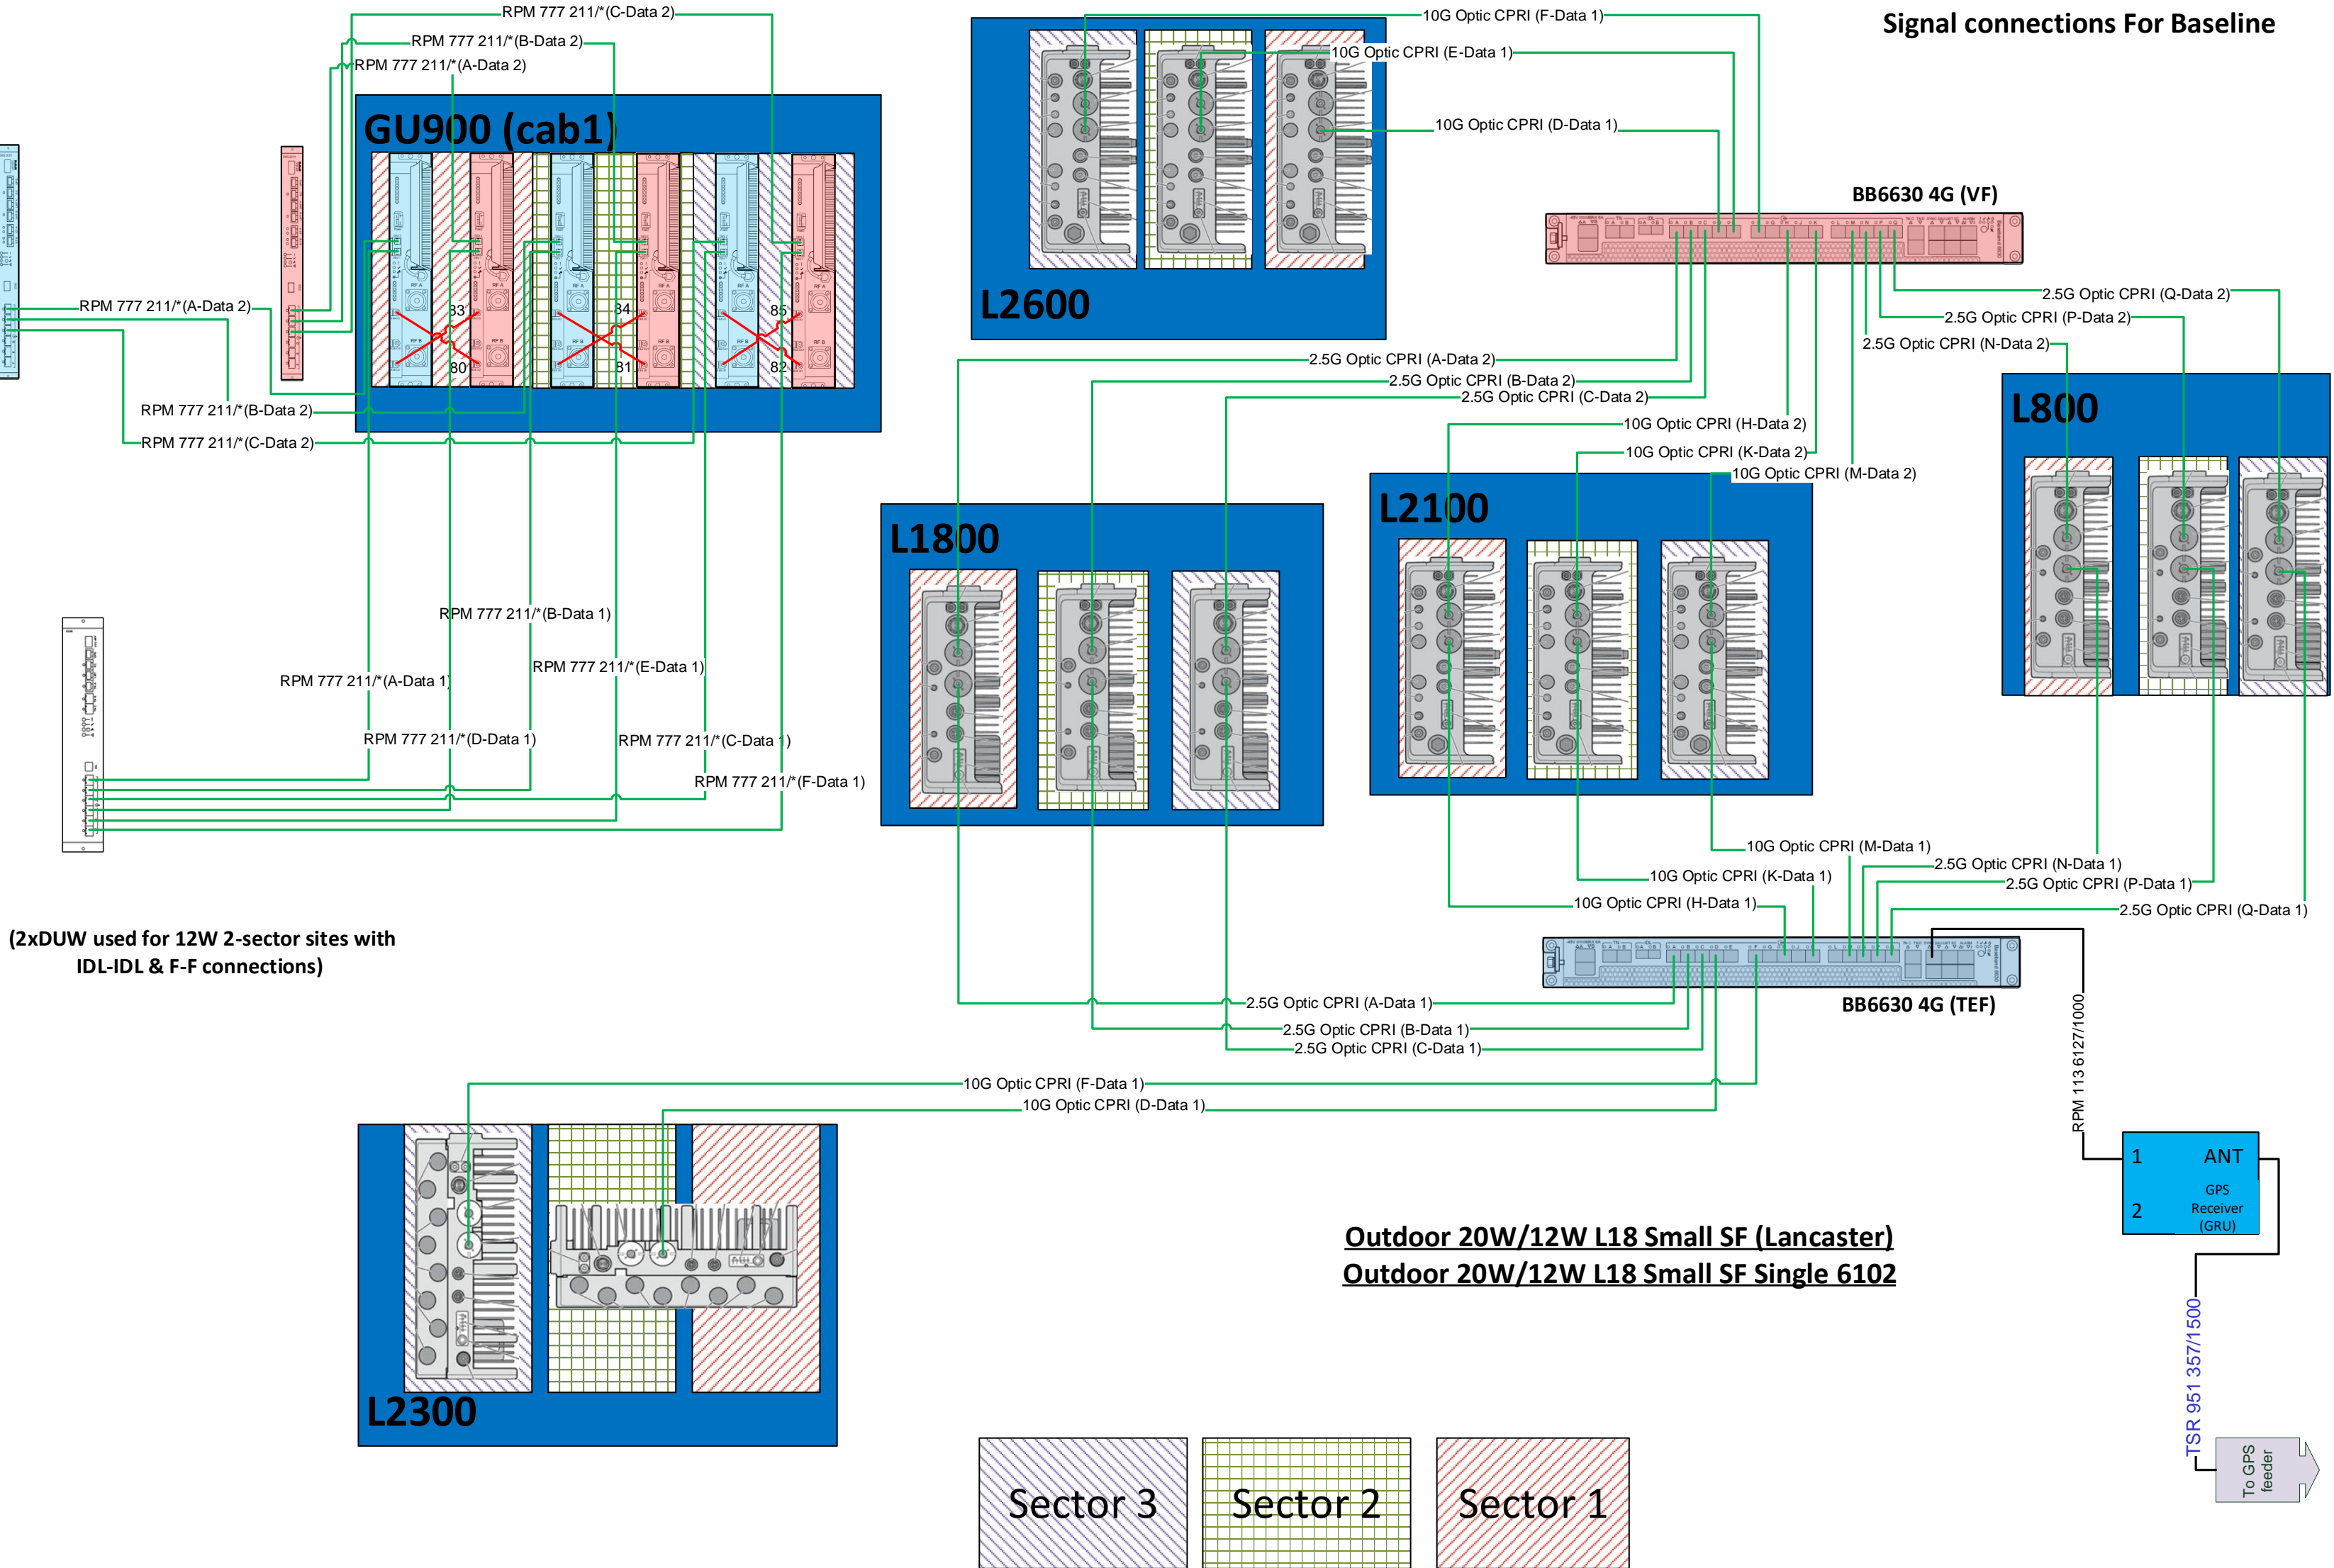 Signal connections For Baseline
RPM 777 211/*(C-Data 2)
RPM 777 211/*(B-Data 2)
RPM 777 211/*(A-Data 2)
GU900 (cab1)
RF A
RF A
RF A
RF A
RF A
RF A
83
84
85
RF B
RF B
RF B
RF B
RF B
RF B
80
81
82
RPM 777 211/*(A-Data 2)
RPM 777 211/*(B-Data 2)
RPM 777 211/*(C-Data 2)
10G Optic CPRI (F-Data 1)
10G Optic CPRI (E-Data 1)
10G Optic CPRI (D-Data 1)
L2600
BB6630 4G (VF)
2.5G Optic CPRI (Q-Data 2)
2.5G Optic CPRI (P-Data 2)
2.5G Optic CPRI (N-Data 2)
2.5G Optic CPRI (A-Data 2)
2.5G Optic CPRI (B-Data 2)
2.5G Optic CPRI (C-Data 2)
10G Optic CPRI (H-Data 2)
10G Optic CPRI (K-Data 2)
10G Optic CPRI (M-Data 2)
L800
L2100
L1800
RPM 777 211/*(B-Data 1)
RPM 777 211/*(E-Data 1)
RPM 777 211/*(A-Data 1)
RPM 777 211/*(D-Data 1)
RPM 777 211/*(C-Data 1)
RPM 777 211/*(F-Data 1)
10G Optic CPRI (M-Data 1)
2.5G Optic CPRI (N-Data 1)
10G Optic CPRI (K-Data 1)
2.5G Optic CPRI (P-Data 1)
10G Optic CPRI (H-Data 1)
2.5G Optic CPRI (Q-Data 1)
(2xDUW used for 12W 2-sector sites with
IDL-IDL & F-F connections)
BB6630 4G (TEF)
2.5G Optic CPRI (A-Data 1)
2.5G Optic CPRI (B-Data 1)
2.5G Optic CPRI (C-Data 1)
10G Optic CPRI (F-Data 1)
10G Optic CPRI (D-Data 1)
RPM 113 6127/1000
1 ANT
GPS
2 Receiver
(GRU)
Outdoor 20W/12W L18 Small SF (Lancaster)
Outdoor 20W/12W L18 Small SF Single 6102
L2300
TSR 951 357/1500
To GPS
feeder
Sector 3
Sector 2
Sector 1